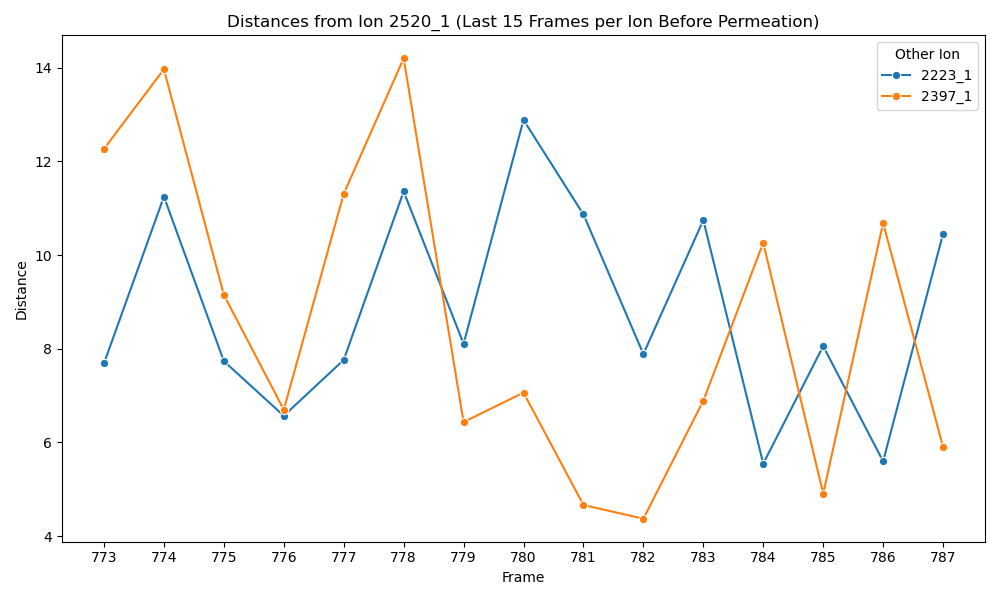 Distances from Ion 2520_1 (Last 15 Frames per Ion Before Permeation)
Other Ion
2223_1
2397_1
14
12
10
8
6
4
Distance
773 774 775 776 777 778 779 780 781 782 783 784 785 786 787
Frame